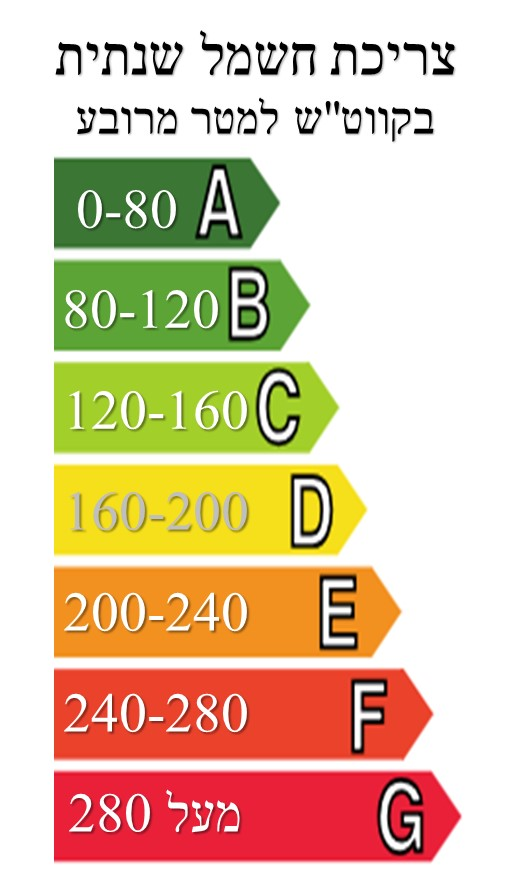 צריכת חשמל שנתית
בקווט"ש למטר מרובע
0-80 A
80-120 B
120-160 C
160-200 D
200-240 E
240-280 F
מעל 280 G